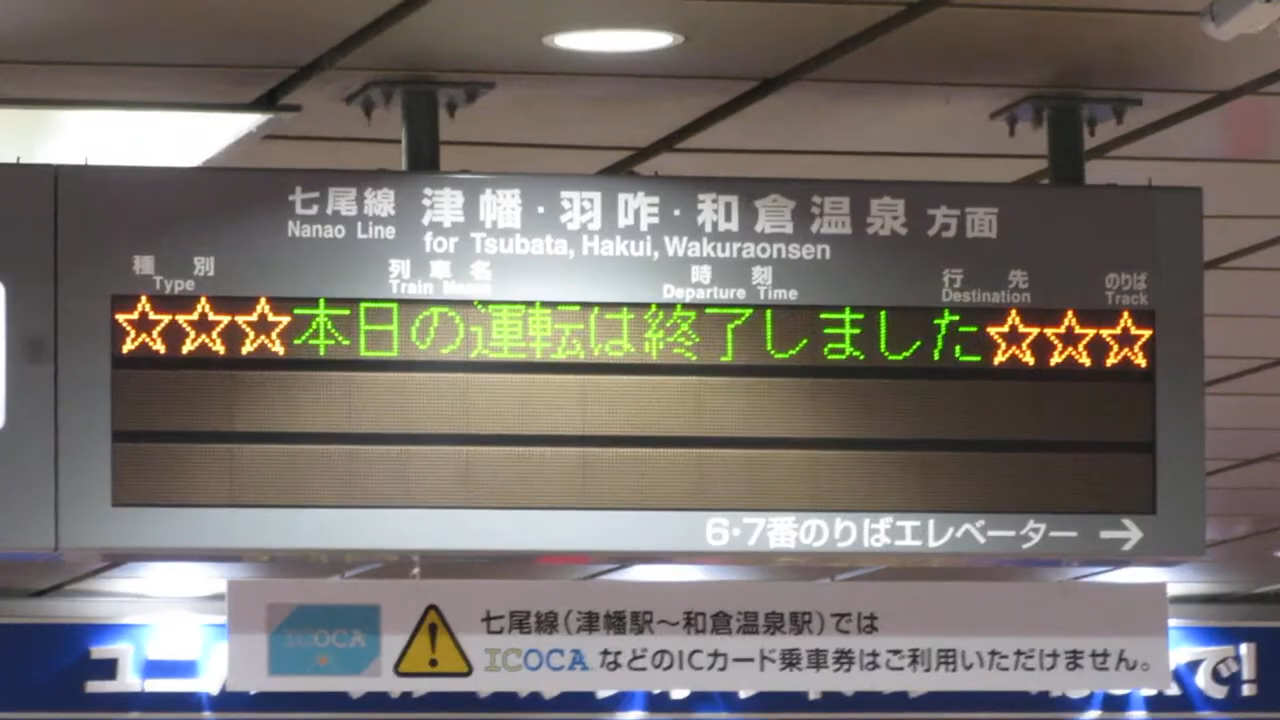 七尾線 津幡・羽咋・和倉温泉 方面
Nanao Line for Tsubata, Hakui, Wakuraonsen
種別 列車名 時刻 行先 のりば
Type Train Name Departure Time Destination Track
☆☆☆本日の運転は終了しました☆☆☆
6・7番のりばエレベーター →
七尾線(津幡駅～和倉温泉駅)では
ICOCA ICOCAなどのICカード乗車券はご利用いただけません。